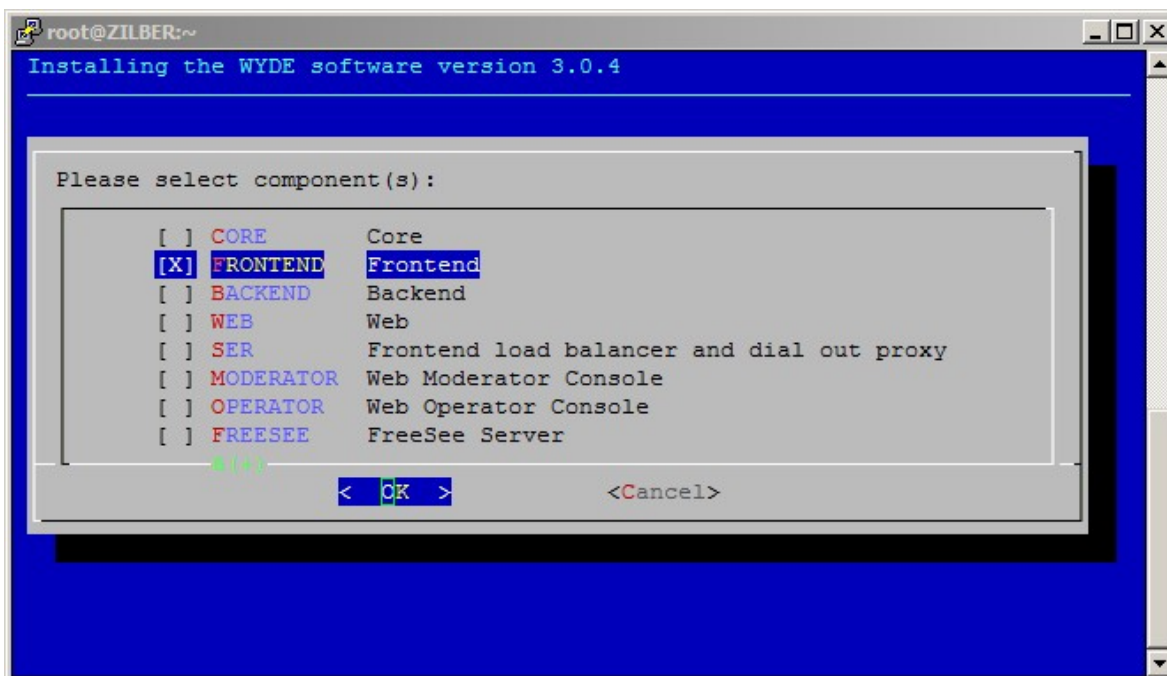 root@ZILBER:~
Installing the WYDE software version 3.0.4
Please select component(s):
[ ] CORE Core
[X] FRONTEND Frontend
[ ] BACKEND Backend
[ ] WEB Web
[ ] SER Frontend load balancer and dial out proxy
[ ] MODERATOR Web Moderator Console
[ ] OPERATOR Web Operator Console
[ ] FREESEE FreeSee Server
(+)
< OK > <Cancel>